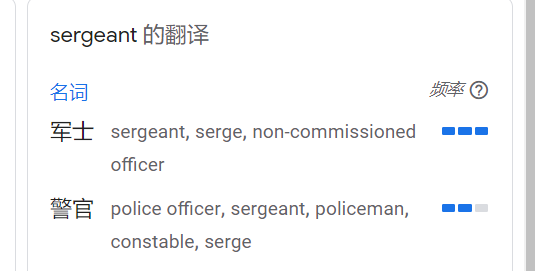 sergeant 的翻译
名词 频率
军士 sergeant, serge, non-commissioned
officer
警官 police officer, sergeant, policeman,
constable, serge